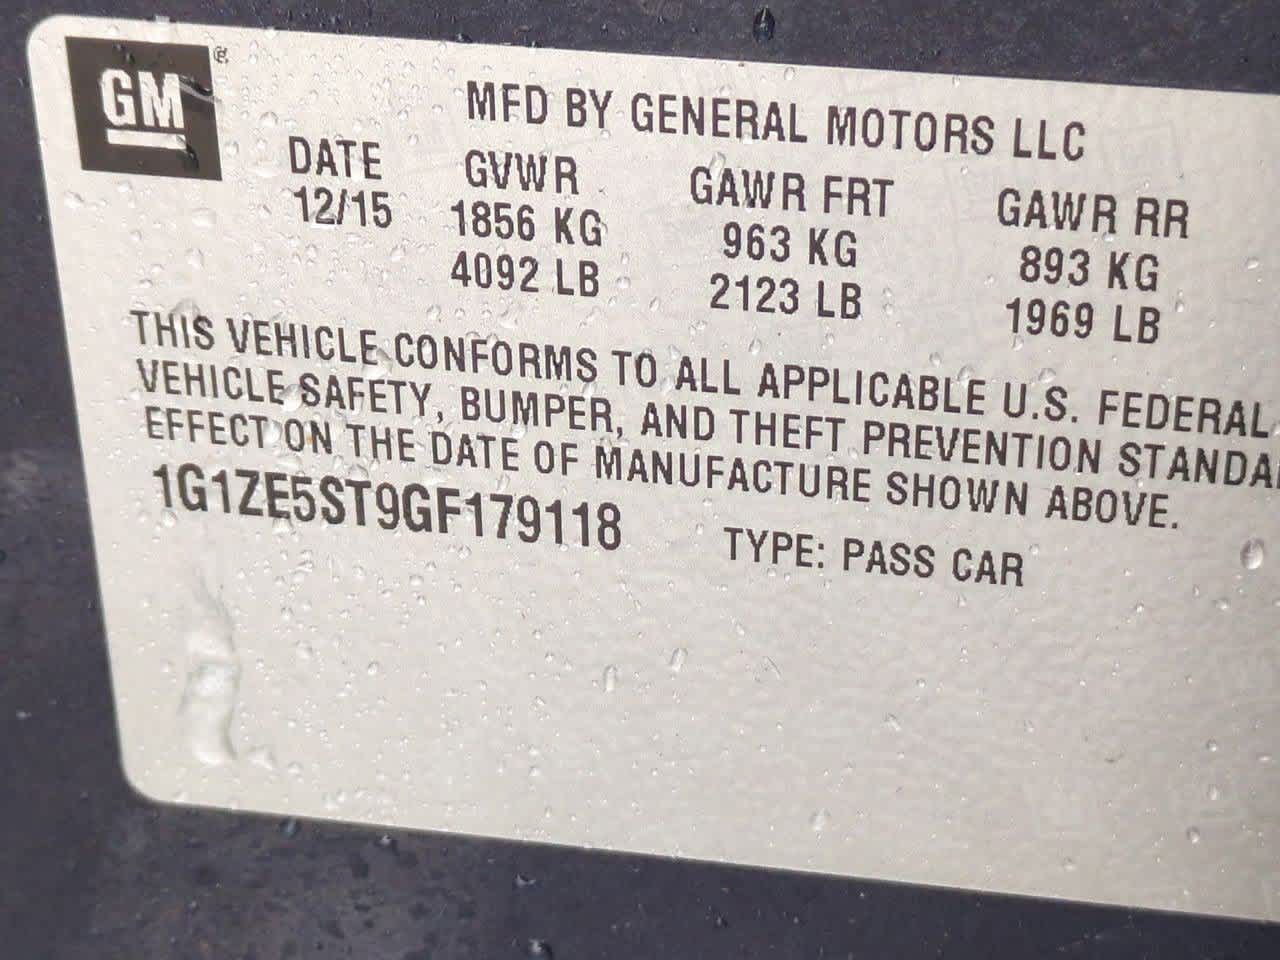 GM ®
MFD BY GENERAL MOTORS LLC
DATE GVWR GAWR FRT GAWR RR
12/15 1856 KG 963 KG 893 KG
4092 LB 2123 LB 1969 LB
THIS VEHICLE CONFORMS TO ALL APPLICABLE U.S. FEDERAL
VEHICLE SAFETY, BUMPER, AND THEFT PREVENTION STANDA
EFFECT ON THE DATE OF MANUFACTURE SHOWN ABOVE.
1G1ZE5ST9GF179118 TYPE: PASS CAR